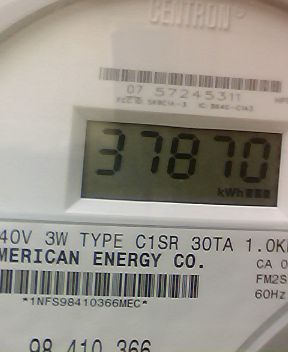 CENTRON
07 57245311
37870
kWh
40V 3W TYPE C1SR 30TA 1.0K
MERICAN ENERGY CO.
CA 0
FM2S
60Hz
*1NFS98410366MEC*
98 410 366